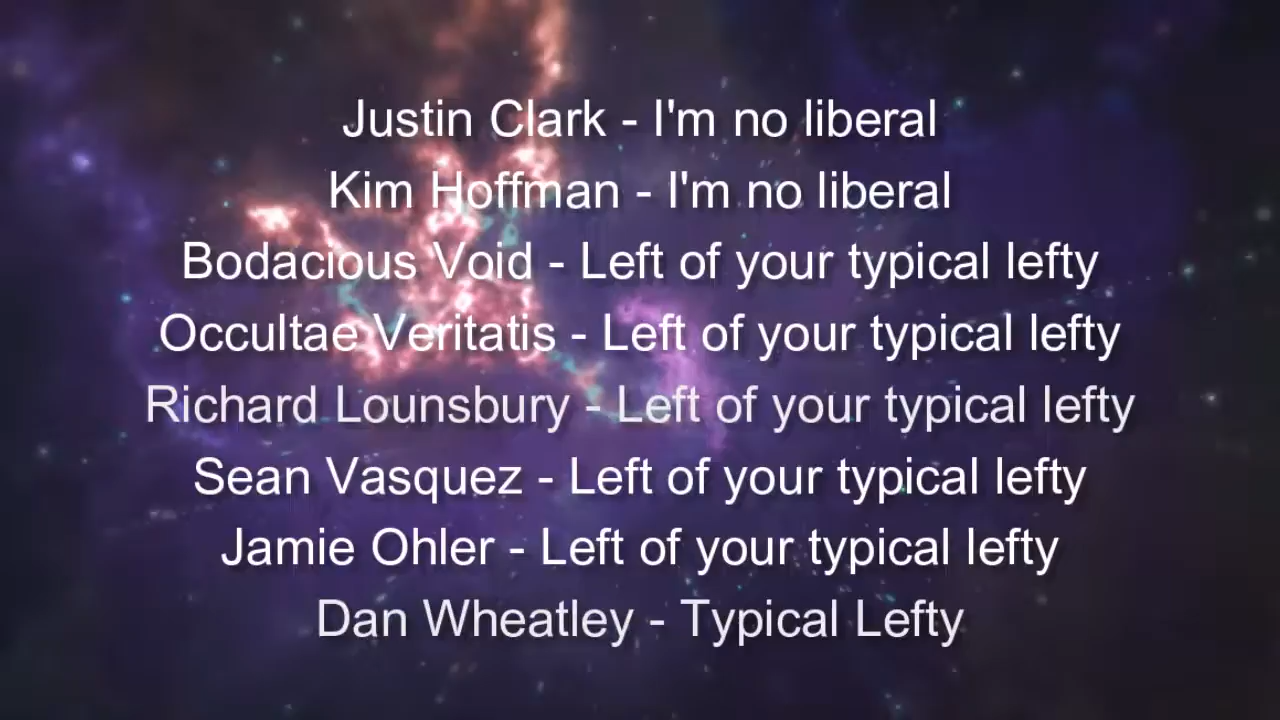 Justin Clark - I'm no liberal
Kim Hoffman - I'm no liberal
Bodacious Void - Left of your typical lefty
Occultae Veritatis - Left of your typical lefty
Richard Lounsbury - Left of your typical lefty
Sean Vasquez - Left of your typical lefty
Jamie Ohler - Left of your typical lefty
Dan Wheatley - Typical Lefty